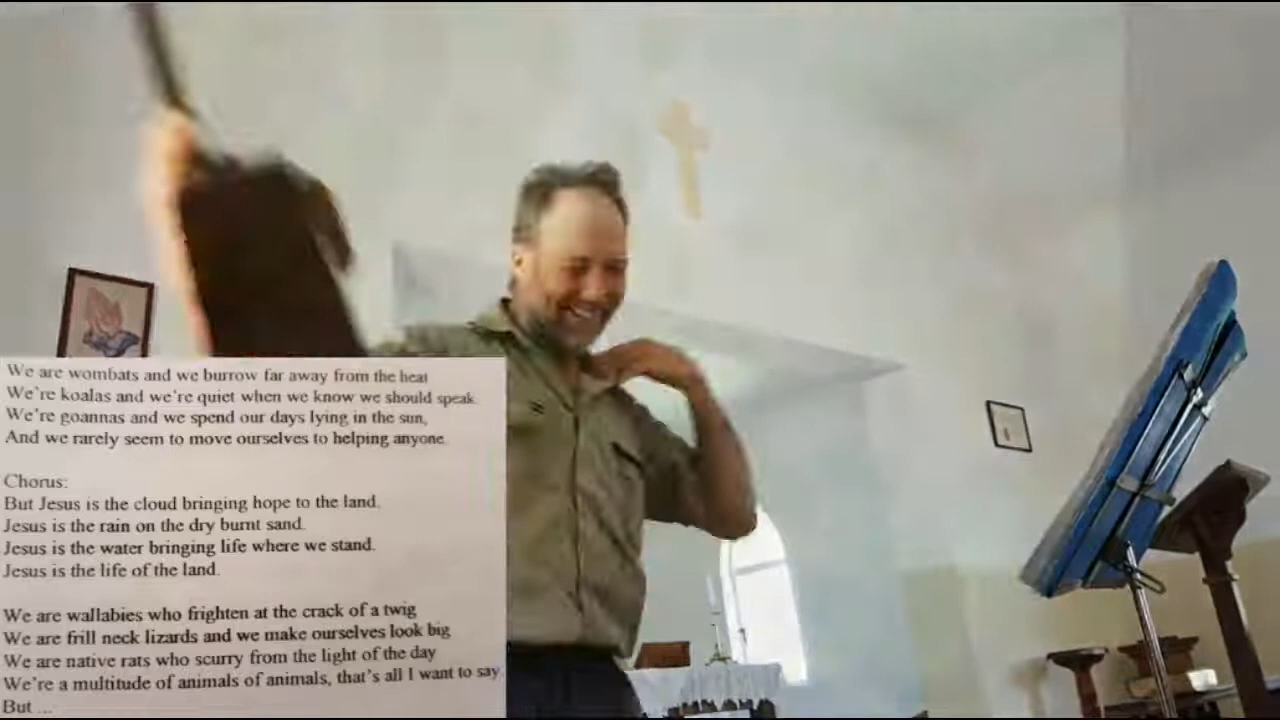 We are wombats and we burrow far away from the heat
We're koalas and we're quiet when we know we should speak.
We're goannas and we spend our days lying in the sun,
And we rarely seem to move ourselves to helping anyone.
Chorus:
But Jesus is the cloud bringing hope to the land,
Jesus is the rain on the dry burnt sand.
Jesus is the water bringing life where we stand.
Jesus is the life of the land.
We are wallabies who frighten at the crack of a twig
We are frill neck lizards and we make ourselves look big
We are native rats who scurry from the light of the day
We're a multitude of animals of animals, that's all I want to say.
But ...